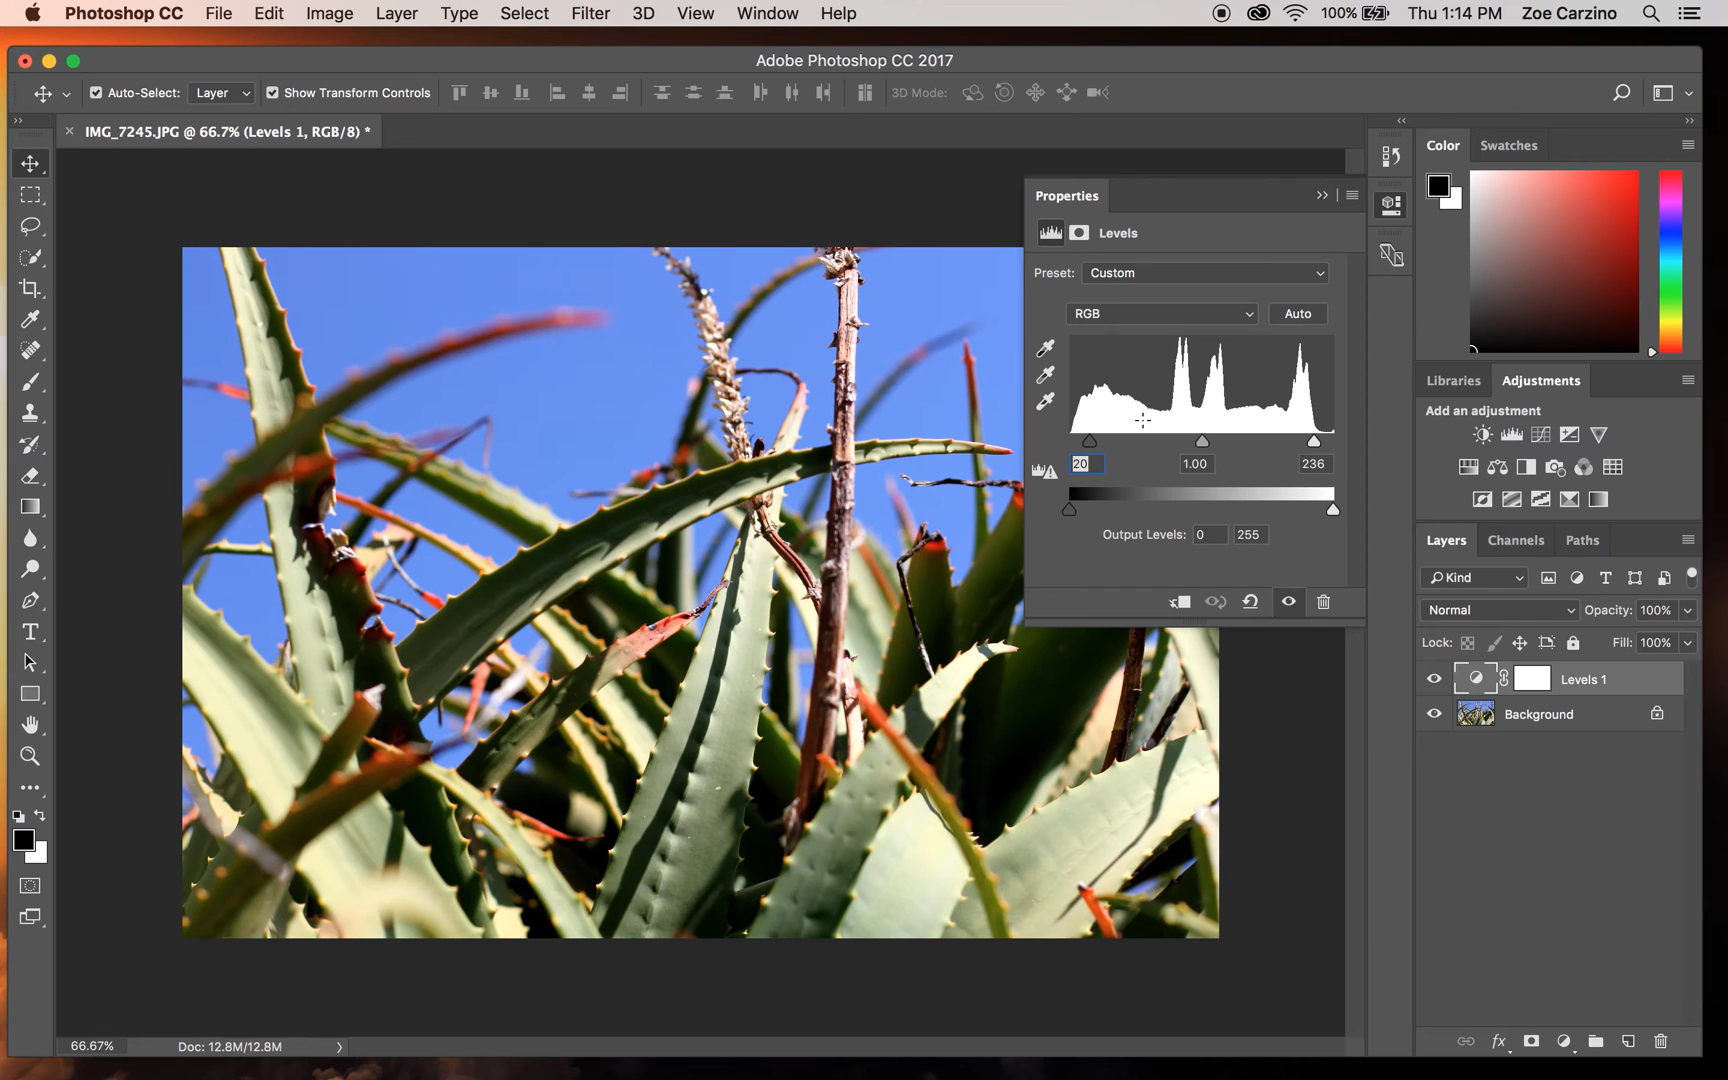 Photoshop CC File Edit Image Layer Type Select Filter 3D View Window Help 100% Thu 1:14 PM Zoe Carzino
Adobe Photoshop CC 2017
Auto-Select: Layer Show Transform Controls 3D Mode:
IMG_7245.JPG @ 66.7% (Levels 1, RGB/8) *
Color Swatches
Properties
Levels
Preset: Custom
RGB Auto
20 1.00 236
Output Levels: 0 255
Libraries Adjustments
Add an adjustment
Layers Channels Paths
Kind
Normal Opacity: 100%
Lock: Fill: 100%
Levels 1
Background
fx
66.67% Doc: 12.8M/12.8M